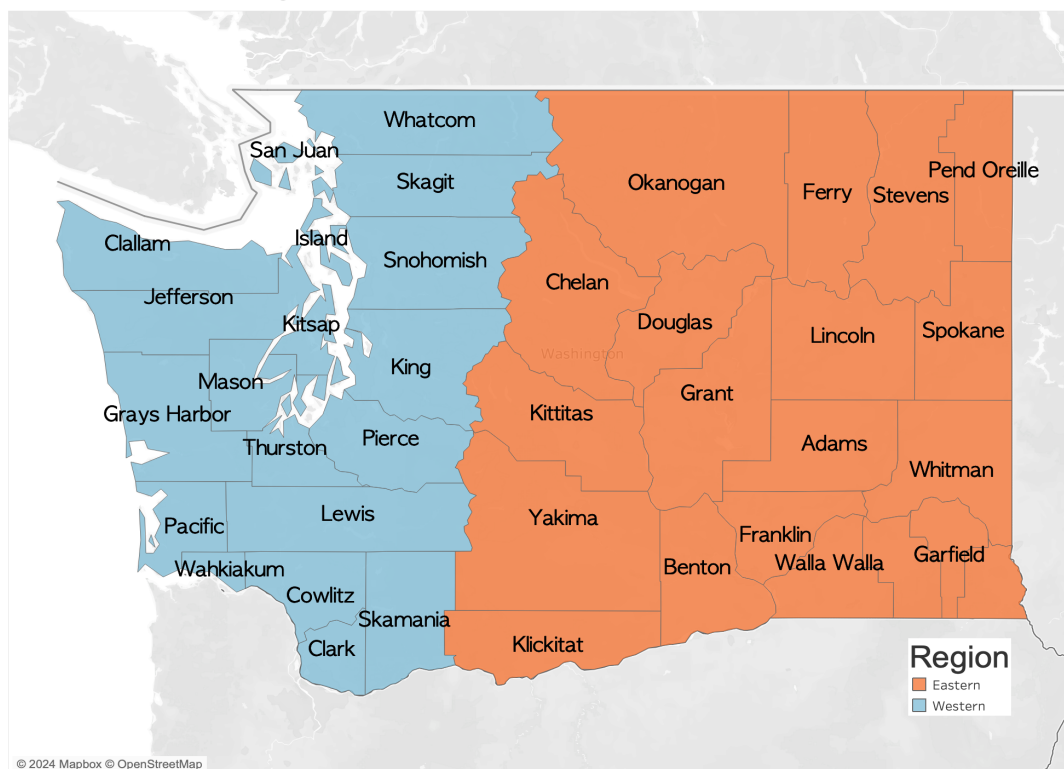 Whatcom
San Juan
Skagit
Okanogan
Ferry
Stevens
Pend Oreille
Clallam
Island
Snohomish
Jefferson
Chelan
Kitsap
Douglas
Lincoln
Spokane
Washington
King
Mason
Grant
Grays Harbor
Kittitas
Pierce
Thurston
Adams
Whitman
Lewis
Pacific
Yakima
Franklin
Garfield
Walla Walla
Benton
Wahkiakum
Cowlitz
Skamania
Clark
Klickitat
Region
Eastern
Western
© 2024 Mapbox © OpenStreetMap